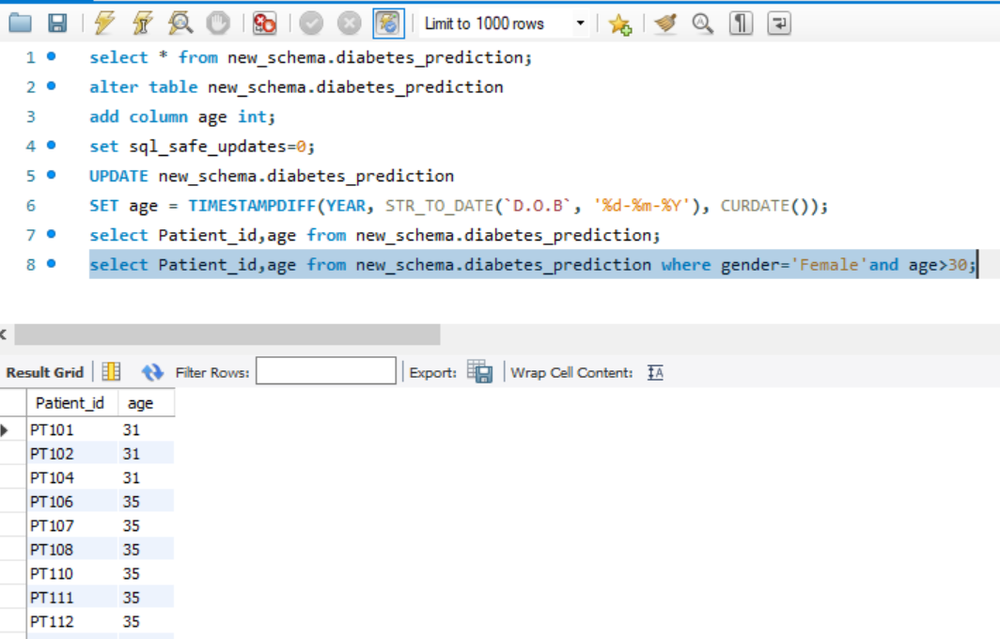 Limit to 1000 rows
1 select * from new_schema.diabetes_prediction;
2 alter table new_schema.diabetes_prediction
3 add column age int;
4 set sql_safe_updates=0;
5 UPDATE new_schema.diabetes_prediction
6 SET age = TIMESTAMPDIFF(YEAR, STR_TO_DATE(`D.O.B`, '%d-%m-%Y'), CURDATE());
7 select Patient_id,age from new_schema.diabetes_prediction;
8 select Patient_id,age from new_schema.diabetes_prediction where gender='Female'and age>30;
Result Grid Filter Rows: Export: Wrap Cell Content: IA
Patient_id age
PT101 31
PT102 31
PT104 31
PT106 35
PT107 35
PT108 35
PT110 35
PT111 35
PT112 35